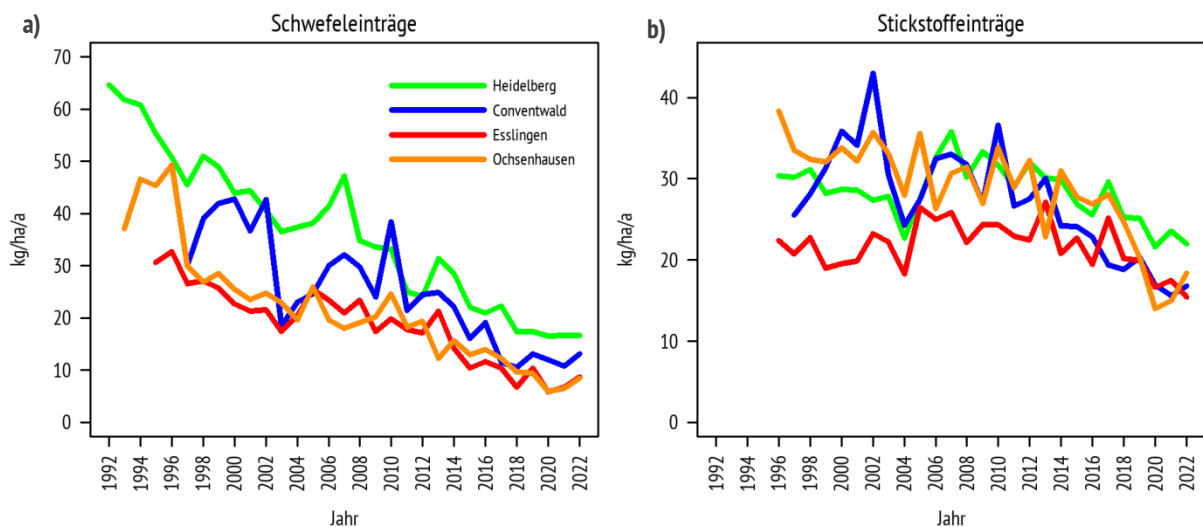 a)
Schwefeleinträge
kg/ha/a
70
60
50
40
30
20
10
0
Heidelberg
Conventwald
Esslingen
Ochsenhausen
1992 1994 1996 1998 2000 2002 2004 2006 2008 2010 2012 2014 2016 2018 2020 2022
Jahr
b)
Stickstoffeinträge
kg/ha/a
40
30
20
10
0
1992 1994 1996 1998 2000 2002 2004 2006 2008 2010 2012 2014 2016 2018 2020 2022
Jahr